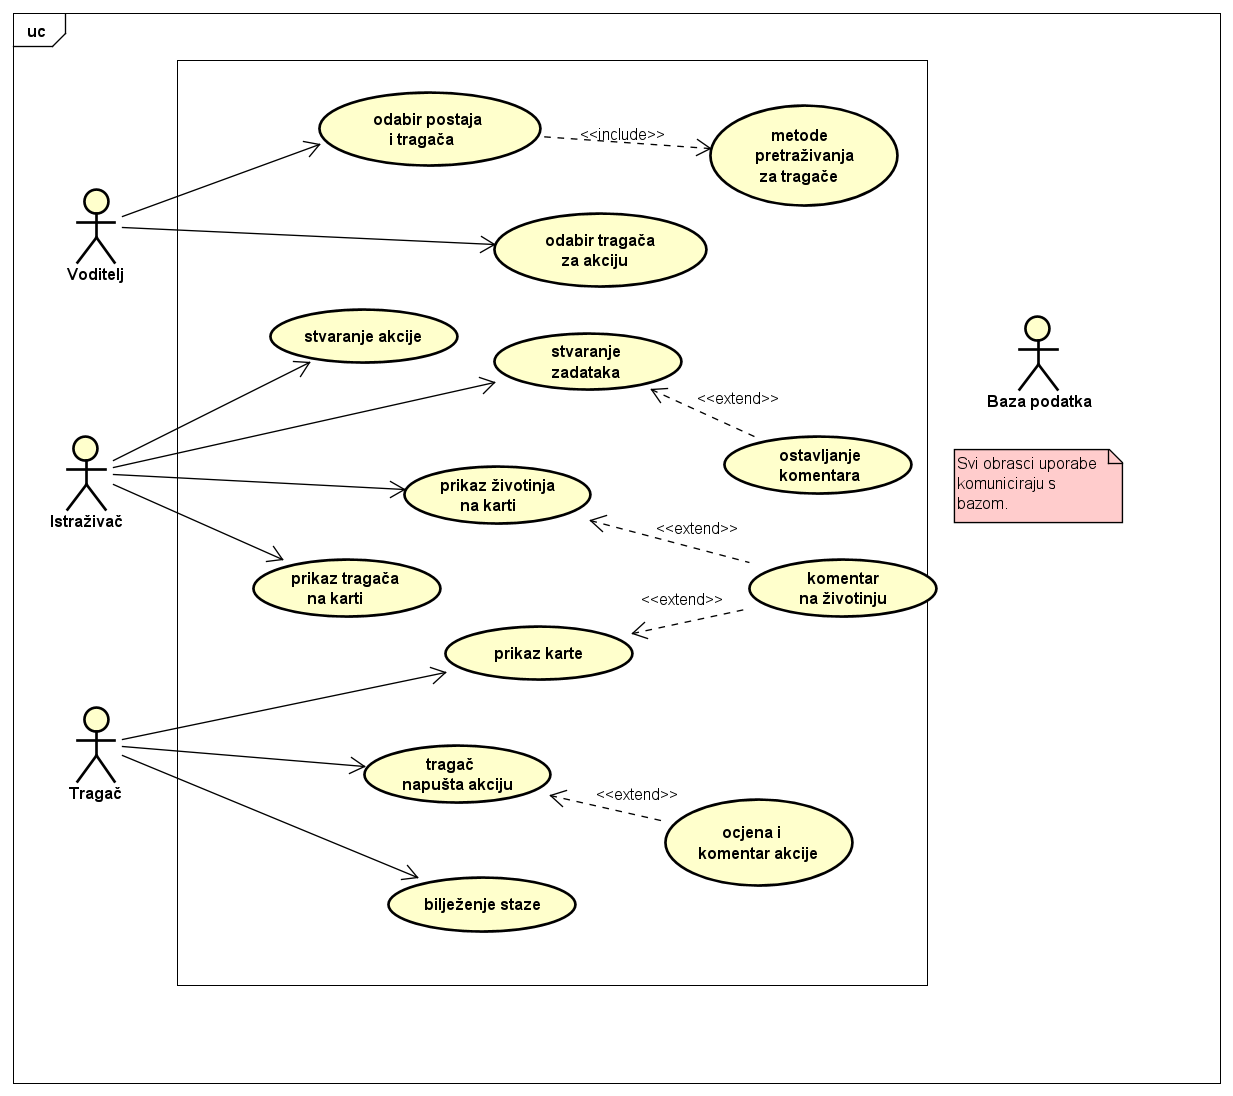 uc
odabir postaja
i tragača
<<include>>
metode
pretraživanja
za tragače
Voditelj
odabir tragača
za akciju
stvaranje akcije
stvaranje
zadataka
<<extend>>
Baza podatka
ostavljanje
komentara
Svi obrasci uporabe
komuniciraju s
bazom.
Istraživač
prikaz životinja
na karti
<<extend>>
prikaz tragača
na karti
komentar
na životinju
<<extend>>
prikaz karte
Tragač
tragač
napušta akciju
<<extend>>
ocjena i
komentar akcije
bilježenje staze